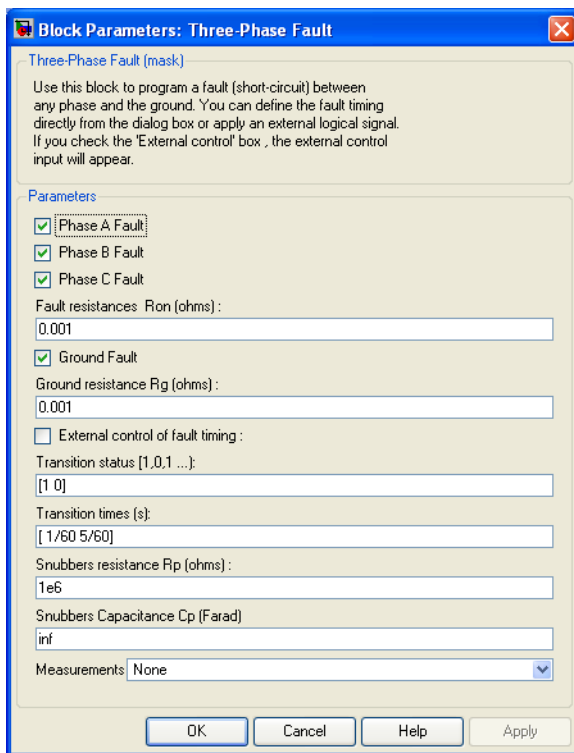 Block Parameters: Three-Phase Fault
Three-Phase Fault (mask)
Use this block to program a fault (short-circuit) between
any phase and the ground. You can define the fault timing
directly from the dialog box or apply an external logical signal.
If you check the 'External control' box , the external control
input will appear.
Parameters
Phase A Fault
Phase B Fault
Phase C Fault
Fault resistances  Ron (ohms) :
0.001
Ground Fault
Ground resistance Rg (ohms) :
0.001
External control of fault timing :
Transition status [1,0,1 ...):
[1 0]
Transition times (s):
[ 1/60 5/60]
Snubbers resistance Rp (ohms) :
1e6
Snubbers Capacitance Cp (Farad)
inf
Measurements None
OK Cancel Help Apply